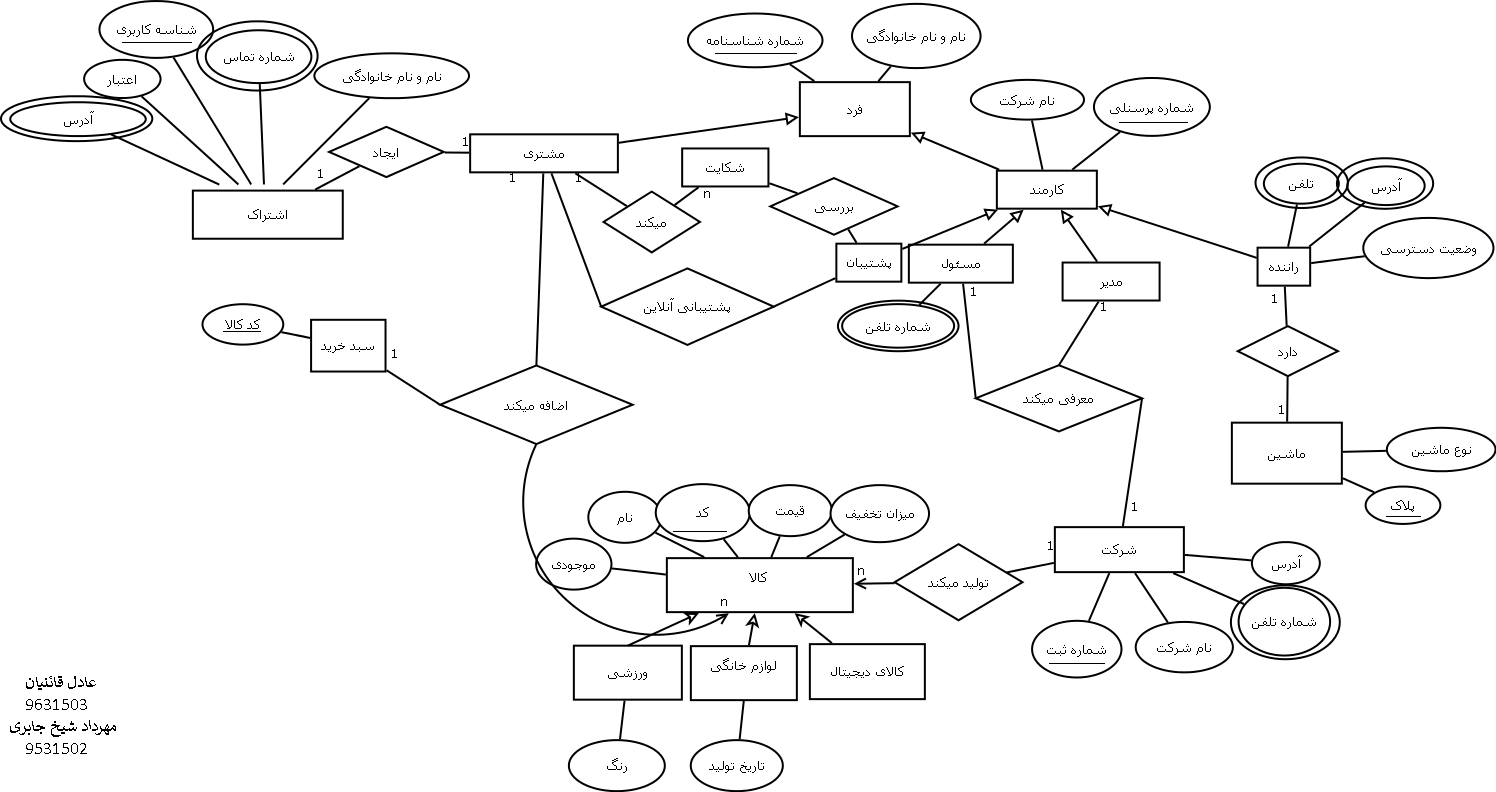 شناسه کاربری
شماره تماس
نام و نام خانوادگی
اعتبار
آدرس
ایجاد
1
1
اشتراک
مشتری
1
1
شماره شناسنامه
نام و نام خانوادگی
فرد
نام شرکت
شماره پرسنلی
کارمند
شکایت
n
میکند
بررسی
پشتیبان
مسئول
1
مدیر
1
پشتیبانی آنلاین
شماره تلفن
تلفن
آدرس
وضعیت دسترسی
راننده
1
دارد
1
ماشین
نوع ماشین
پلاک
کد کالا
سبد خرید
1
اضافه میکند
معرفی میکند
1
شرکت
1
آدرس
شماره تلفن
نام شرکت
شماره ثبت
تولید میکند
n
نام
کد
قیمت
میزان تخفیف
موجودی
کالا
n
ورزشی
لوازم خانگی
کالای دیجیتال
رنگ
تاریخ تولید
عادل قائنیان
9631503
مهرداد شیخ جابری
9531502